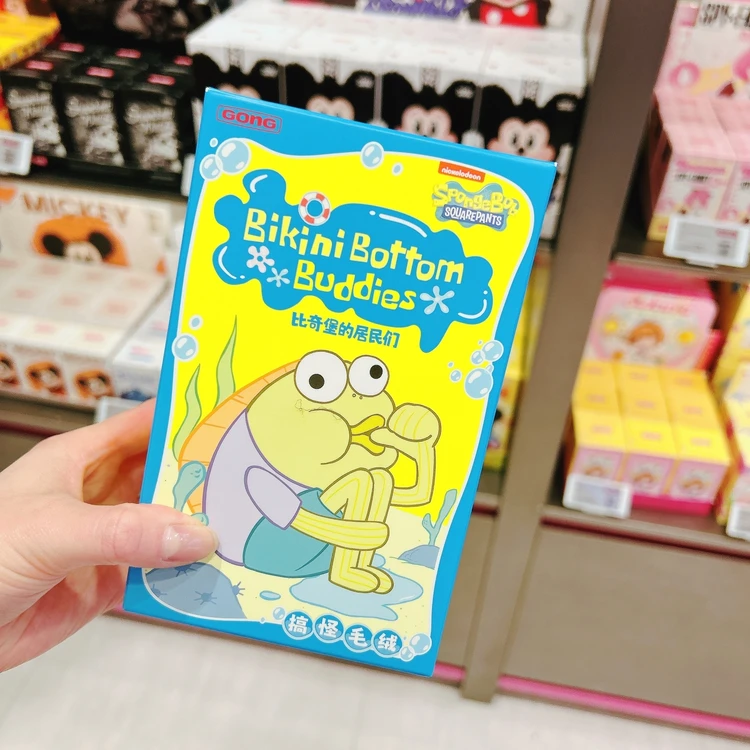 GONG
nickelodeon
SpongeBob
SQUAREPANTS
Bikini Bottom
Buddies
比奇堡的居民们
搞怪毛绒
MICKEY